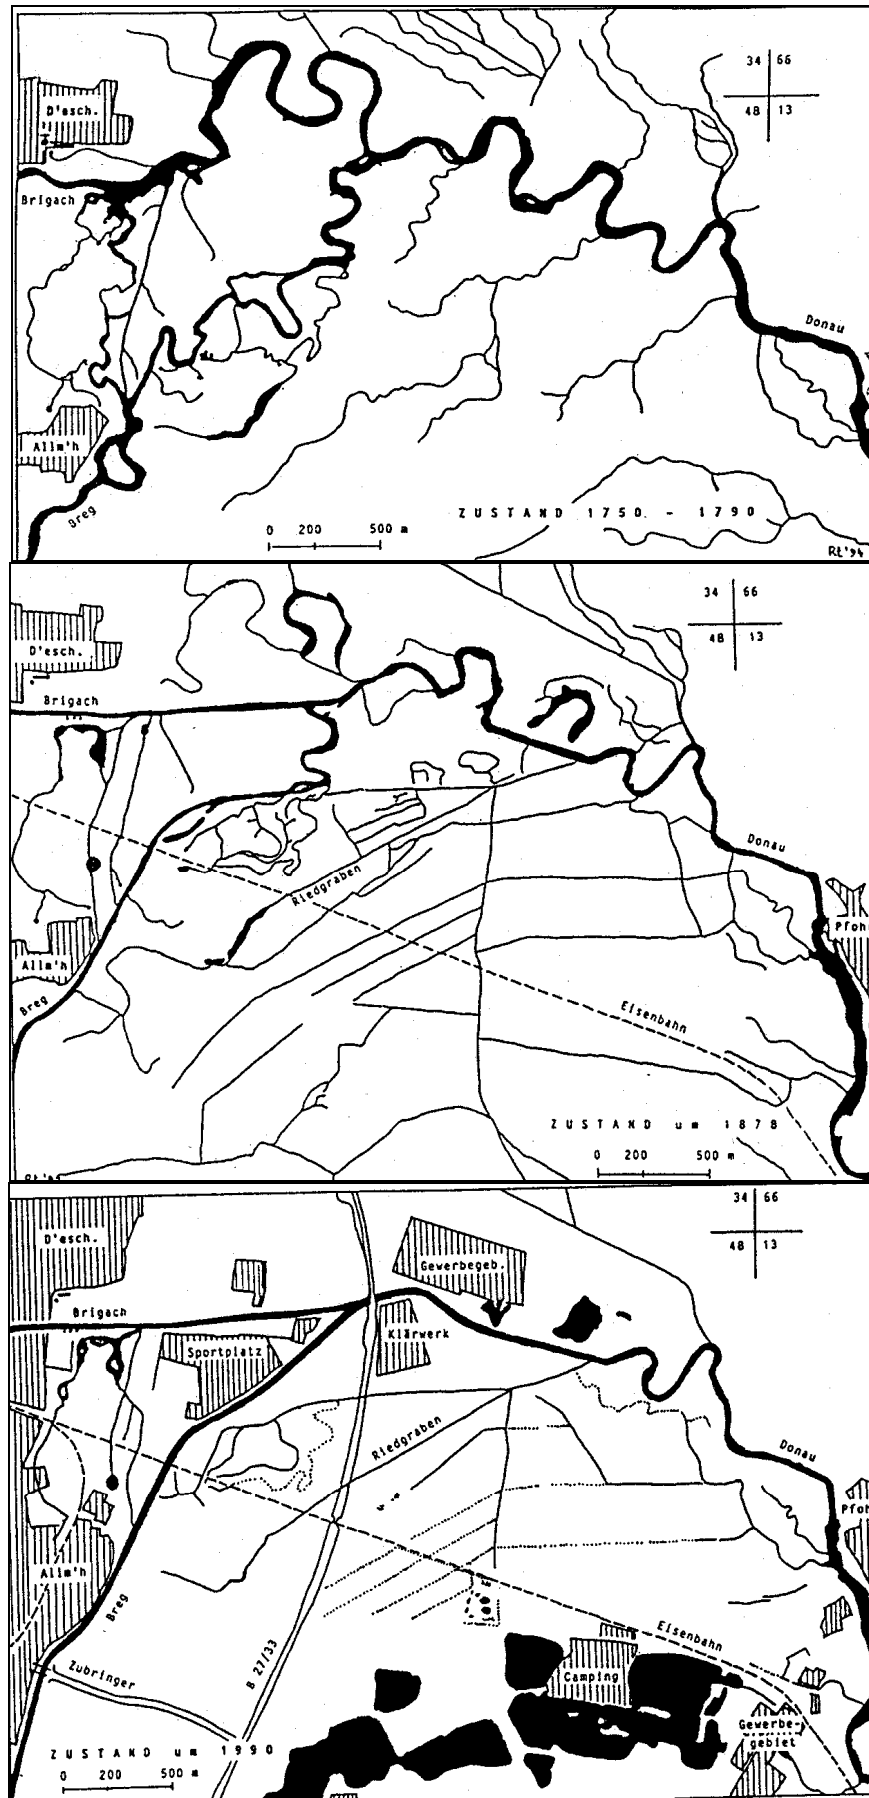 34 66
48 13
D'esch.
Brigach
Donau
Allm'h
Breg
0 200 500 m
ZUSTAND 1750 - 1790
Rt'94
34 66
48 13
D'esch.
Brigach
Donau
Riedgraben
Pfohr
Allm'h
Breg
Eisenbahn
ZUSTAND um 1878
0 200 500 m
34 66
48 13
D'esch.
Gewerbegeb.
Brigach
Klärwerk
Sportplatz
Riedgraben
Donau
Pfoh
Allm'h
Breg
Eisenbahn
Zubringer
B 27/33
Camping
Gewerbe-
gebiet
ZUSTAND um 1990
0 200 500 m